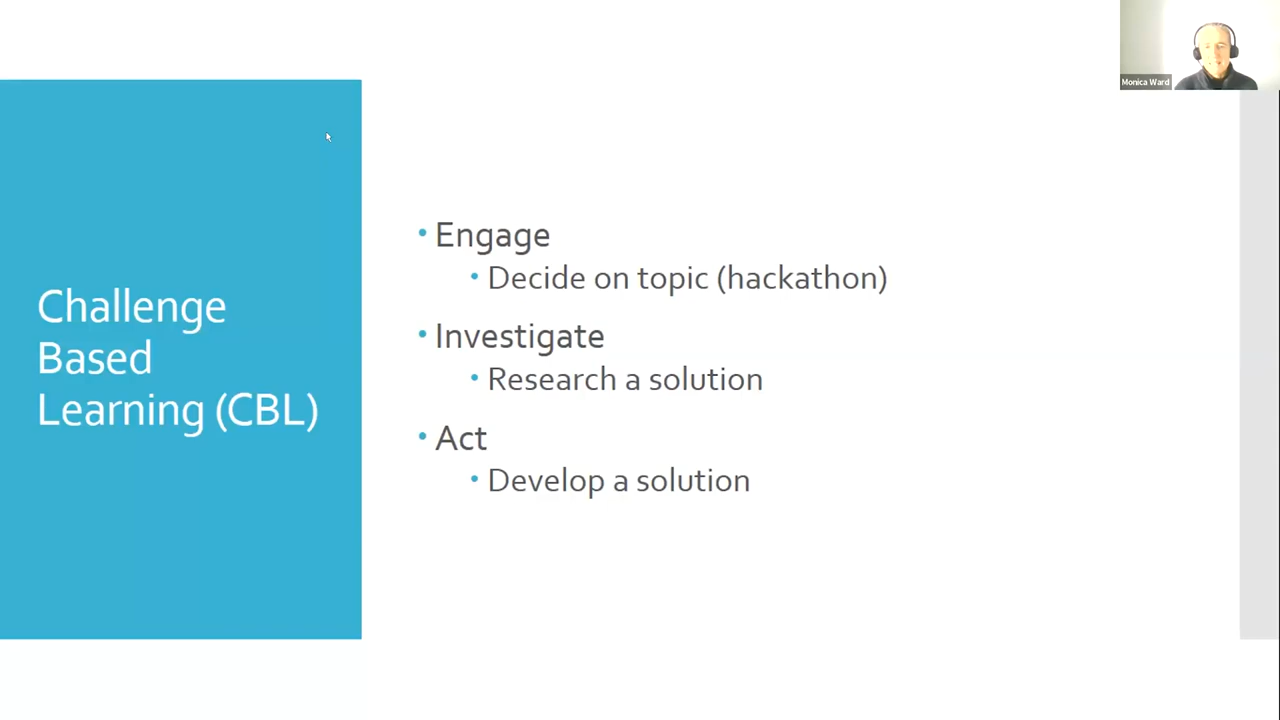 Monica Ward
Challenge
Based
Learning (CBL)
• Engage
• Decide on topic (hackathon)
• Investigate
• Research a solution
• Act
• Develop a solution